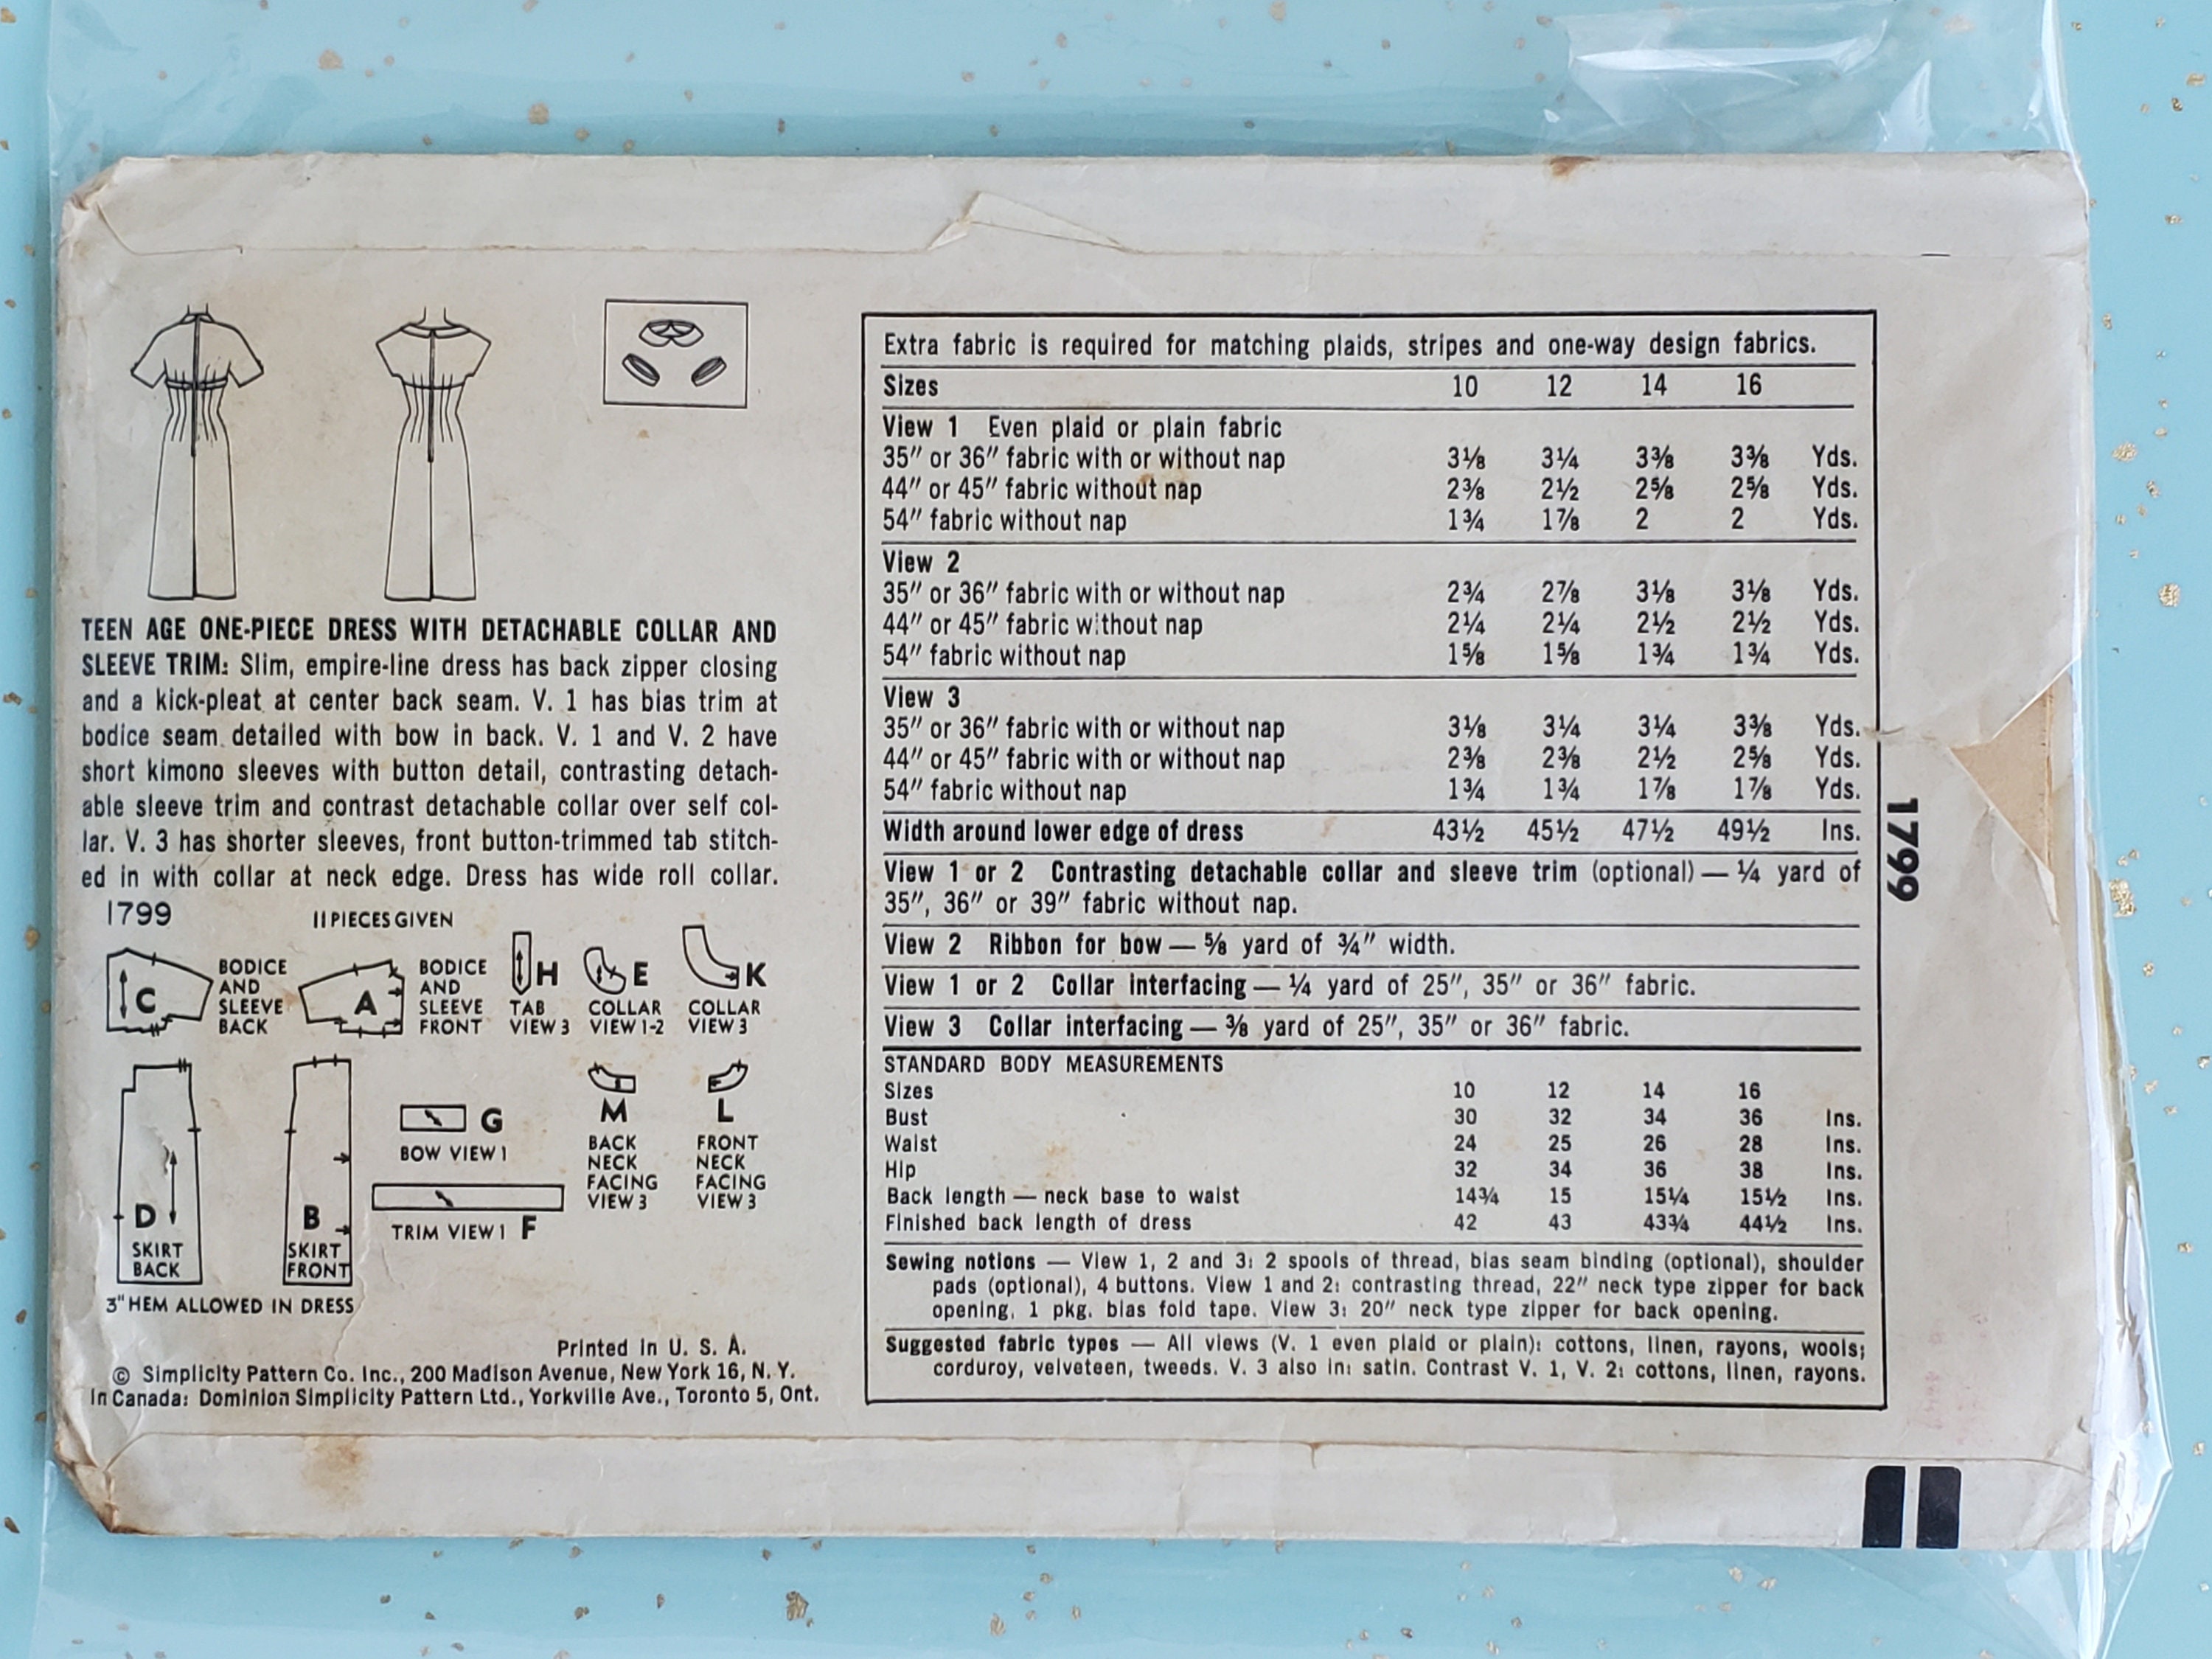 TEEN AGE ONE-PIECE DRESS WITH DETACHABLE COLLAR AND
SLEEVE TRIM: Slim, empire-line dress has back zipper closing
and a kick-pleat at center back seam. V. 1 has bias trim at
bodice seam detailed with bow in back. V. 1 and V. 2 have
short kimono sleeves with button detail, contrasting detach-
able sleeve trim and contrast detachable collar over self col-
lar. V. 3 has shorter sleeves, front button-trimmed tab stitch-
ed in with collar at neck edge. Dress has wide roll collar.
1799 11 PIECES GIVEN
C
BODICE
AND
SLEEVE
BACK
A
BODICE
AND
SLEEVE
FRONT
H
TAB
VIEW 3
E
COLLAR
VIEW 1-2
K
COLLAR
VIEW 3
D
SKIRT
BACK
B
SKIRT
FRONT
G
BOW VIEW 1
TRIM VIEW 1 F
M
BACK
NECK
FACING
VIEW 3
L
FRONT
NECK
FACING
VIEW 3
3" HEM ALLOWED IN DRESS
Printed in U. S. A.
© Simplicity Pattern Co. Inc., 200 Madison Avenue, New York 16, N. Y.
In Canada: Dominion Simplicity Pattern Ltd., Yorkville Ave., Toronto 5, Ont.
Extra fabric is required for matching plaids, stripes and one-way design fabrics.
Sizes 10 12 14 16
View 1 Even plaid or plain fabric
35" or 36" fabric with or without nap 3⅛ 3¼ 3⅜ 3⅜ Yds.
44" or 45" fabric without nap 2⅜ 2½ 2⅝ 2⅝ Yds.
54" fabric without nap 1¾ 1⅞ 2 2 Yds.
View 2
35" or 36" fabric with or without nap 2¾ 2⅞ 3⅛ 3⅛ Yds.
44" or 45" fabric without nap 2¼ 2¼ 2½ 2½ Yds.
54" fabric without nap 1⅝ 1⅝ 1¾ 1¾ Yds.
View 3
35" or 36" fabric with or without nap 3⅛ 3¼ 3¼ 3⅜ Yds.
44" or 45" fabric with or without nap 2⅜ 2⅜ 2½ 2⅝ Yds.
54" fabric without nap 1¾ 1¾ 1⅞ 1⅞ Yds.
Width around lower edge of dress 43½ 45½ 47½ 49½ Ins.
View 1 or 2 Contrasting detachable collar and sleeve trim (optional) — ¼ yard of
35", 36" or 39" fabric without nap.
View 2 Ribbon for bow — ⅝ yard of ¾" width.
View 1 or 2 Collar interfacing — ¼ yard of 25", 35" or 36" fabric.
View 3 Collar interfacing — ⅜ yard of 25", 35" or 36" fabric.
STANDARD BODY MEASUREMENTS
Sizes 10 12 14 16
Bust 30 32 34 36 Ins.
Waist 24 25 26 28 Ins.
Hip 32 34 36 38 Ins.
Back length — neck base to waist 14¾ 15 15¼ 15½ Ins.
Finished back length of dress 42 43 43¾ 44½ Ins.
Sewing notions — View 1, 2 and 3: 2 spools of thread, bias seam binding (optional), shoulder
pads (optional), 4 buttons. View 1 and 2: contrasting thread, 22" neck type zipper for back
opening, 1 pkg. bias fold tape. View 3: 20" neck type zipper for back opening.
Suggested fabric types — All views (V. 1 even plaid or plain): cottons, linen, rayons, wools;
corduroy, velveteen, tweeds. V. 3 also in: satin. Contrast V. 1, V. 2: cottons, linen, rayons.
1799